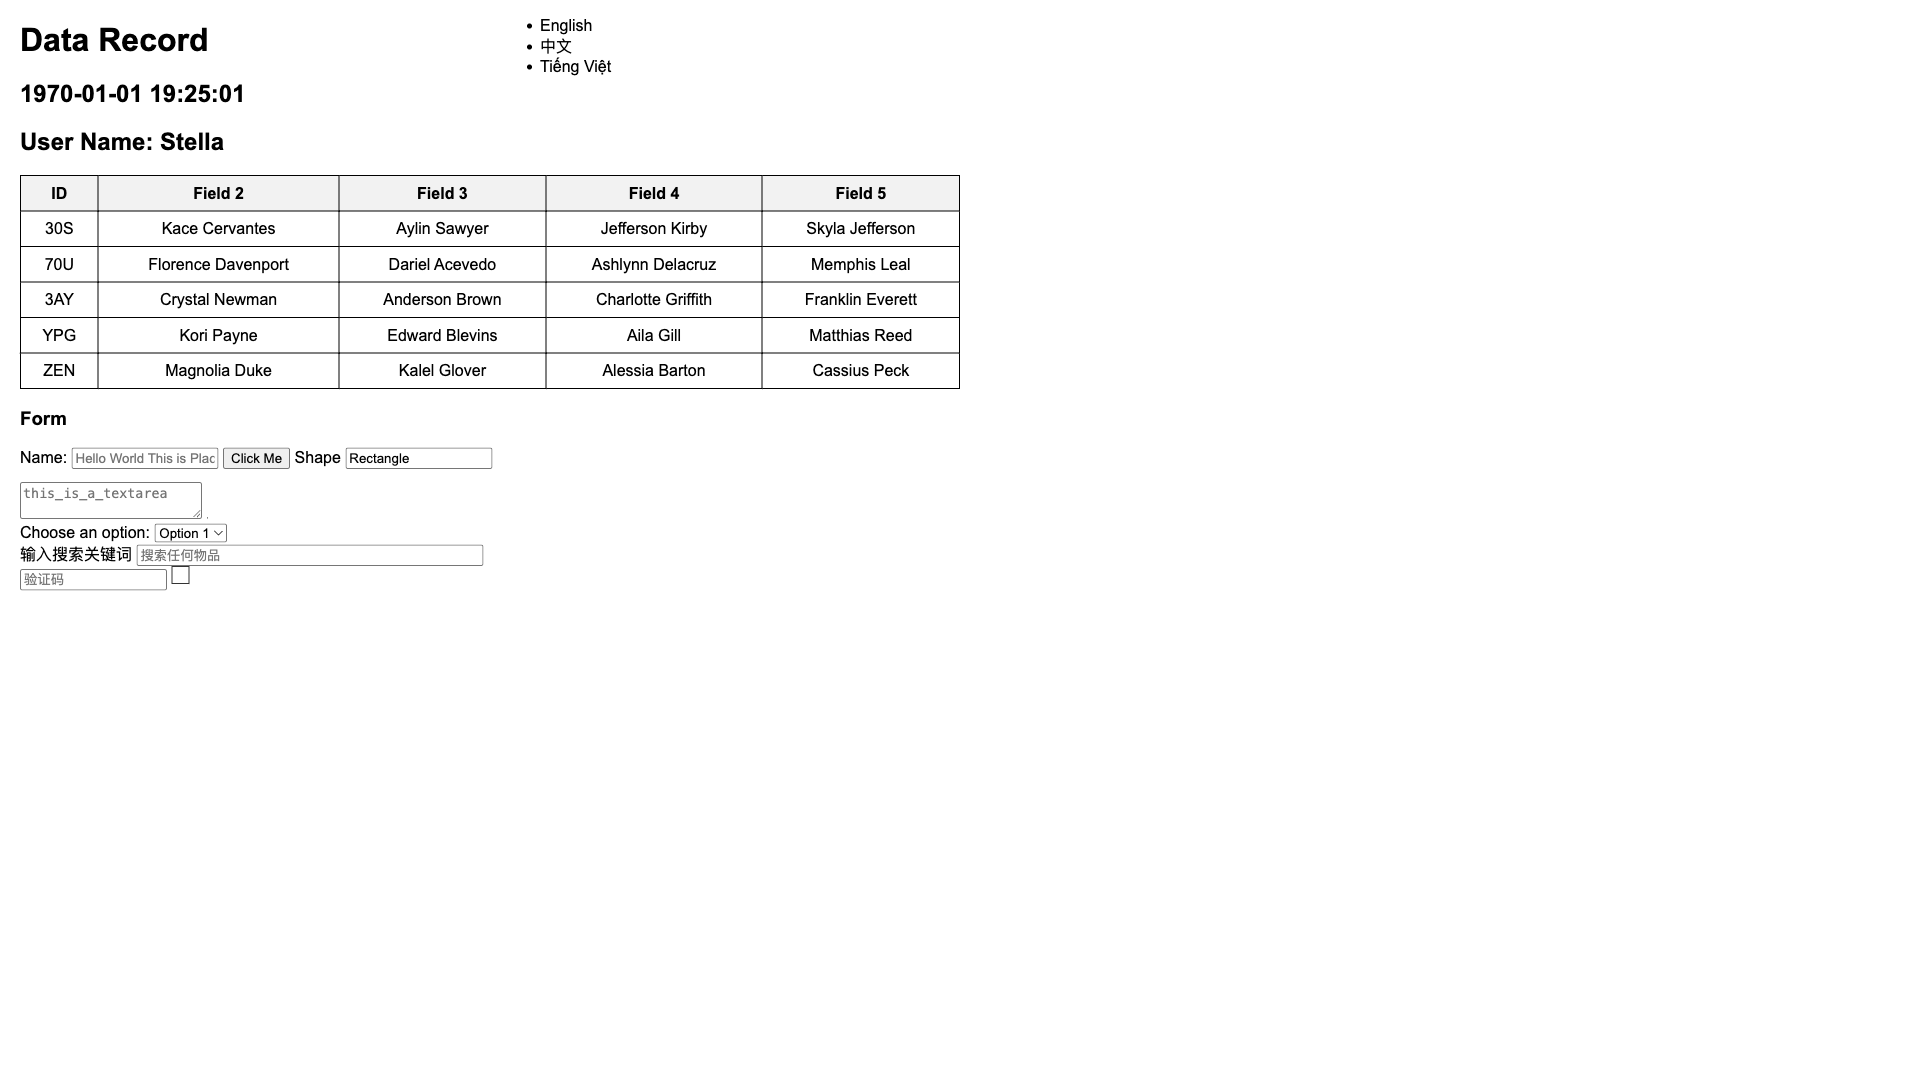 Data Record
English
中文
Tiếng Việt
1970-01-01 19:25:01
User Name: Stella
ID Field 2 Field 3 Field 4 Field 5
30S Kace Cervantes Aylin Sawyer Jefferson Kirby Skyla Jefferson
70U Florence Davenport Dariel Acevedo Ashlynn Delacruz Memphis Leal
3AY Crystal Newman Anderson Brown Charlotte Griffith Franklin Everett
YPG Kori Payne Edward Blevins Aila Gill Matthias Reed
ZEN Magnolia Duke Kalel Glover Alessia Barton Cassius Peck
Form
Name: Hello World This is Plac Click Me Shape Rectangle
this_is_a_textarea
Choose an option: Option 1
输入搜索关键词 搜索任何物品
验证码